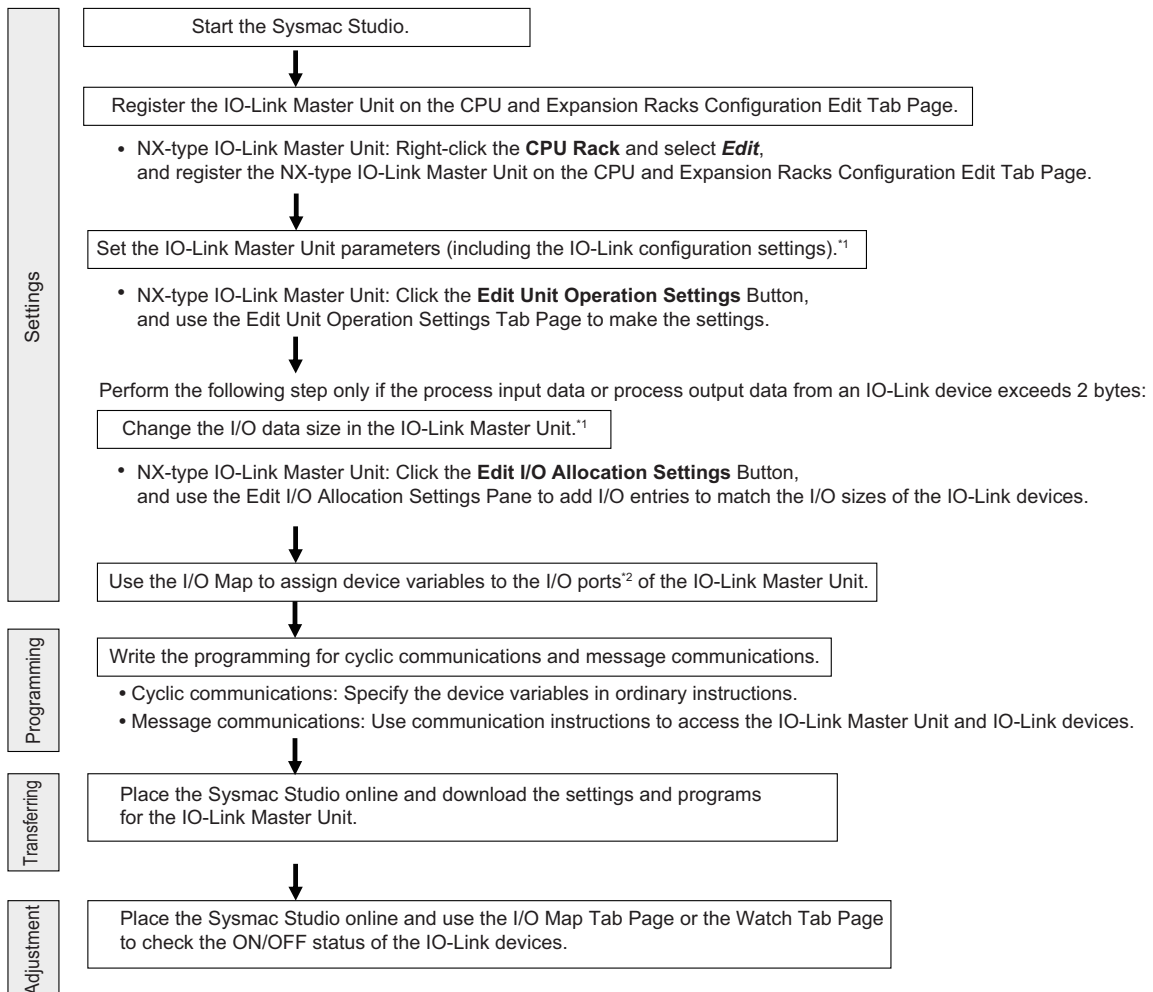 Settings
Start the Sysmac Studio.
Register the IO-Link Master Unit on the CPU and Expansion Racks Configuration Edit Tab Page.
• NX-type IO-Link Master Unit: Right-click the CPU Rack and select Edit,
and register the NX-type IO-Link Master Unit on the CPU and Expansion Racks Configuration Edit Tab Page.
Set the IO-Link Master Unit parameters (including the IO-Link configuration settings).*1
• NX-type IO-Link Master Unit: Click the Edit Unit Operation Settings Button,
and use the Edit Unit Operation Settings Tab Page to make the settings.
Perform the following step only if the process input data or process output data from an IO-Link device exceeds 2 bytes:
Change the I/O data size in the IO-Link Master Unit.*1
• NX-type IO-Link Master Unit: Click the Edit I/O Allocation Settings Button,
and use the Edit I/O Allocation Settings Pane to add I/O entries to match the I/O sizes of the IO-Link devices.
Use the I/O Map to assign device variables to the I/O ports*2 of the IO-Link Master Unit.
Programming
Write the programming for cyclic communications and message communications.
• Cyclic communications: Specify the device variables in ordinary instructions.
• Message communications: Use communication instructions to access the IO-Link Master Unit and IO-Link devices.
Transferring
Place the Sysmac Studio online and download the settings and programs
for the IO-Link Master Unit.
Adjustment
Place the Sysmac Studio online and use the I/O Map Tab Page or the Watch Tab Page
to check the ON/OFF status of the IO-Link devices.